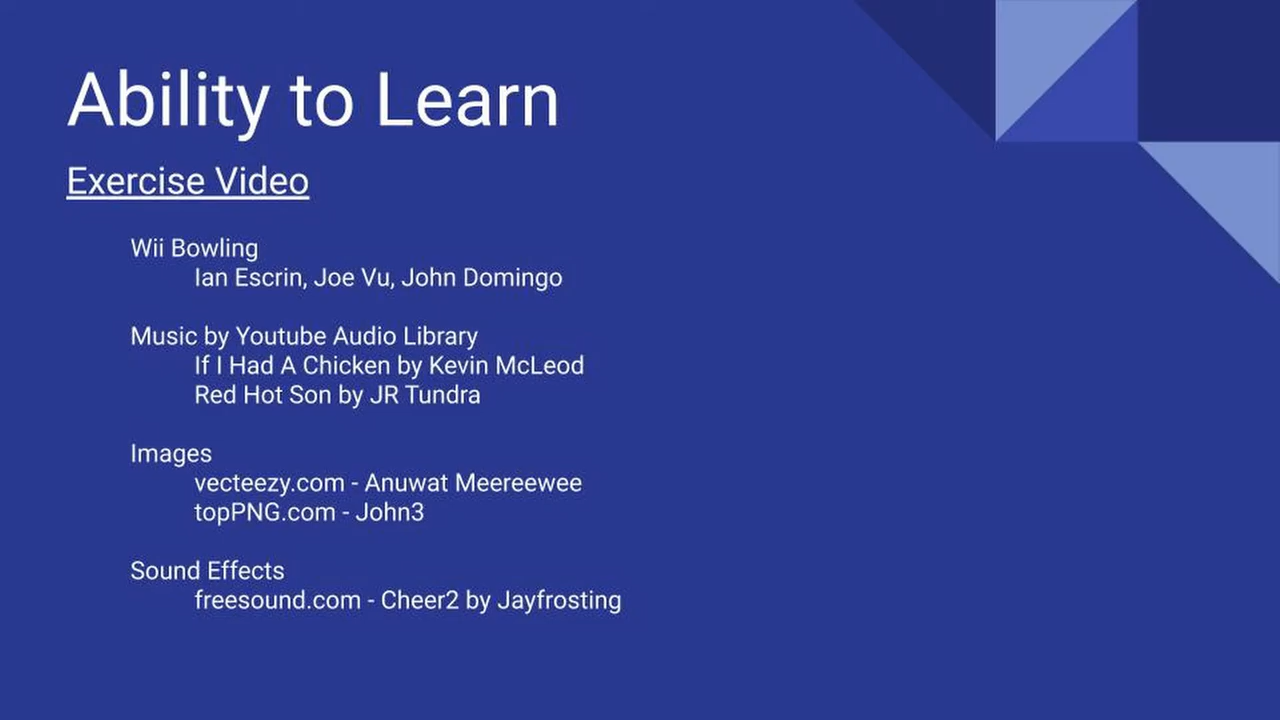 Ability to Learn
Exercise Video
Wii Bowling
Ian Escrin, Joe Vu, John Domingo
Music by Youtube Audio Library
If I Had A Chicken by Kevin McLeod
Red Hot Son by JR Tundra
Images
vecteezy.com - Anuwat Meereewee
topPNG.com - John3
Sound Effects
freesound.com - Cheer2 by Jayfrosting